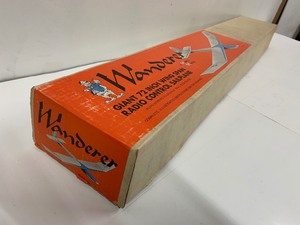 Wanderer
GIANT 72 INCH WING SPAN
RADIO CONTROL SAILPLANE
Wanderer